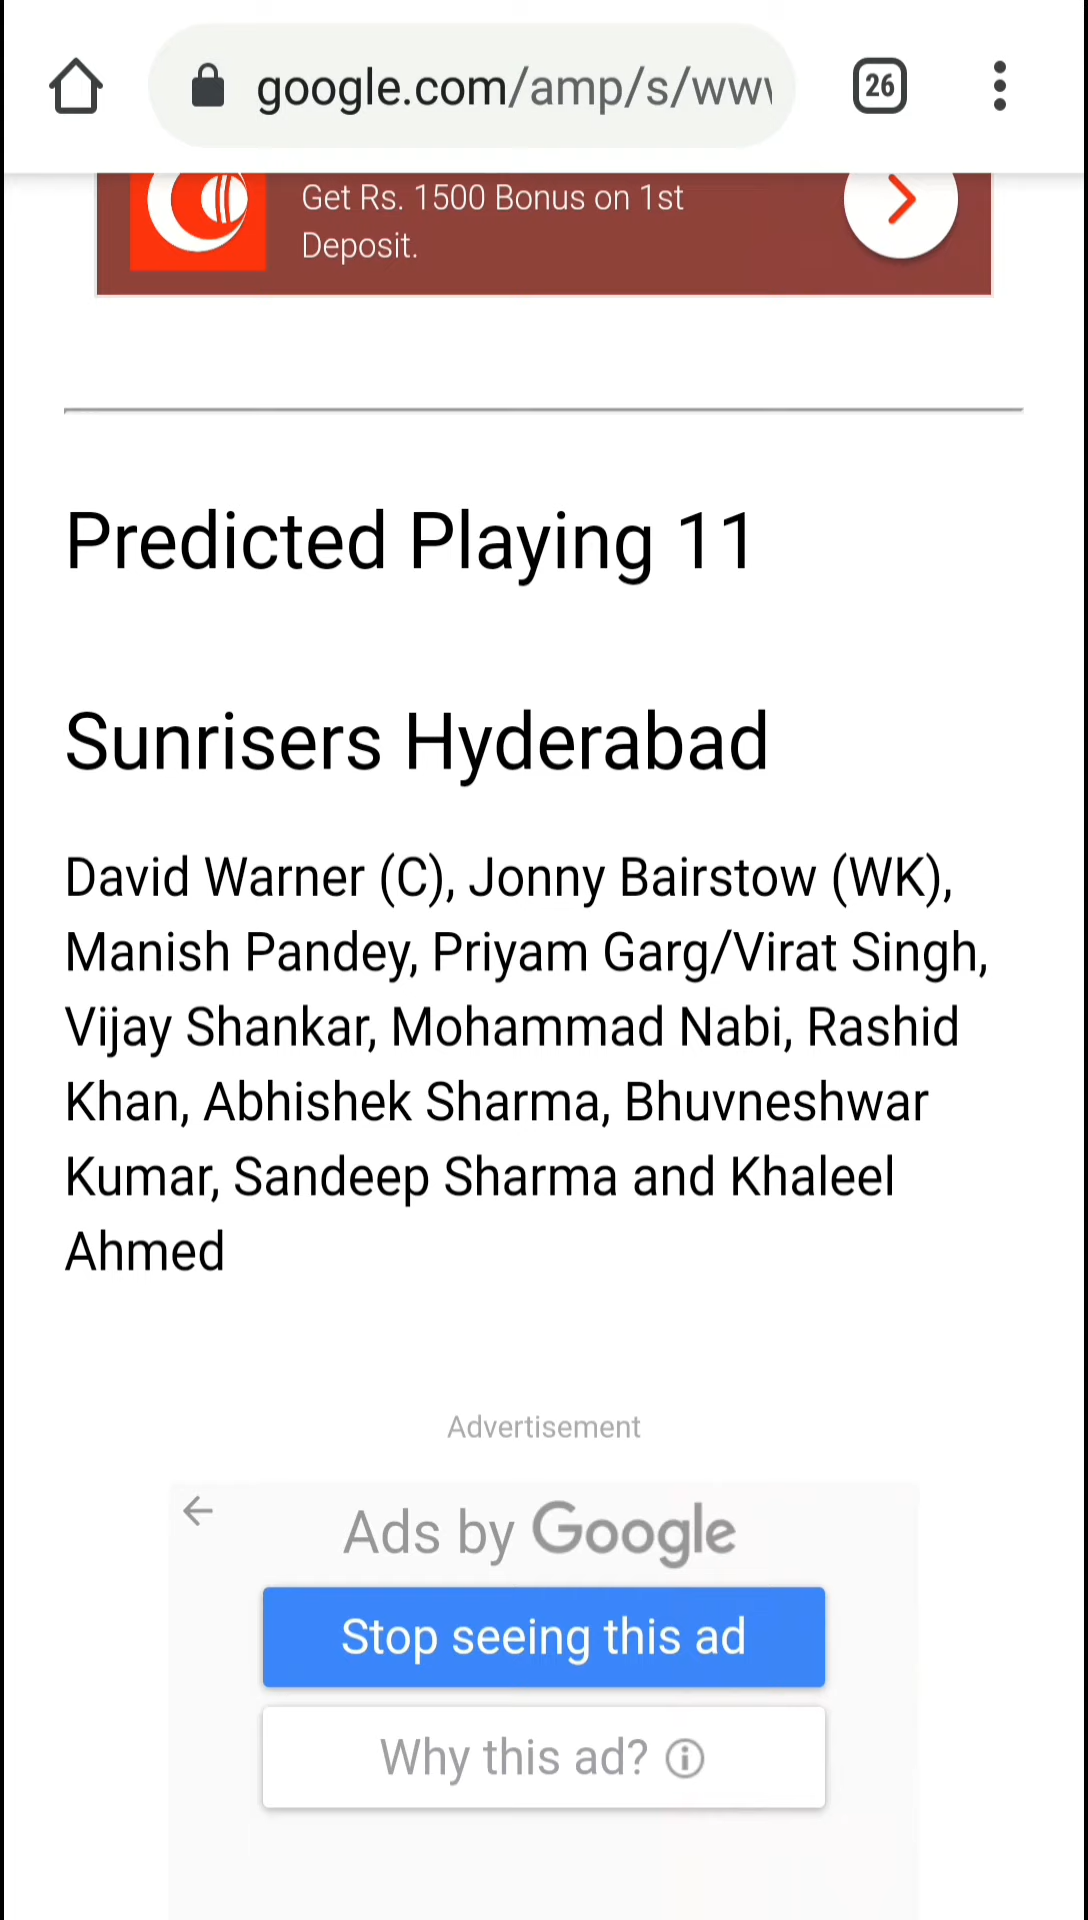 google.com/amp/s/www
26
Get Rs. 1500 Bonus on 1st
Deposit.
Predicted Playing 11
Sunrisers Hyderabad
David Warner (C), Jonny Bairstow (WK),
Manish Pandey, Priyam Garg/Virat Singh,
Vijay Shankar, Mohammad Nabi, Rashid
Khan, Abhishek Sharma, Bhuvneshwar
Kumar, Sandeep Sharma and Khaleel
Ahmed
Advertisement
Ads by Google
Stop seeing this ad
Why this ad?